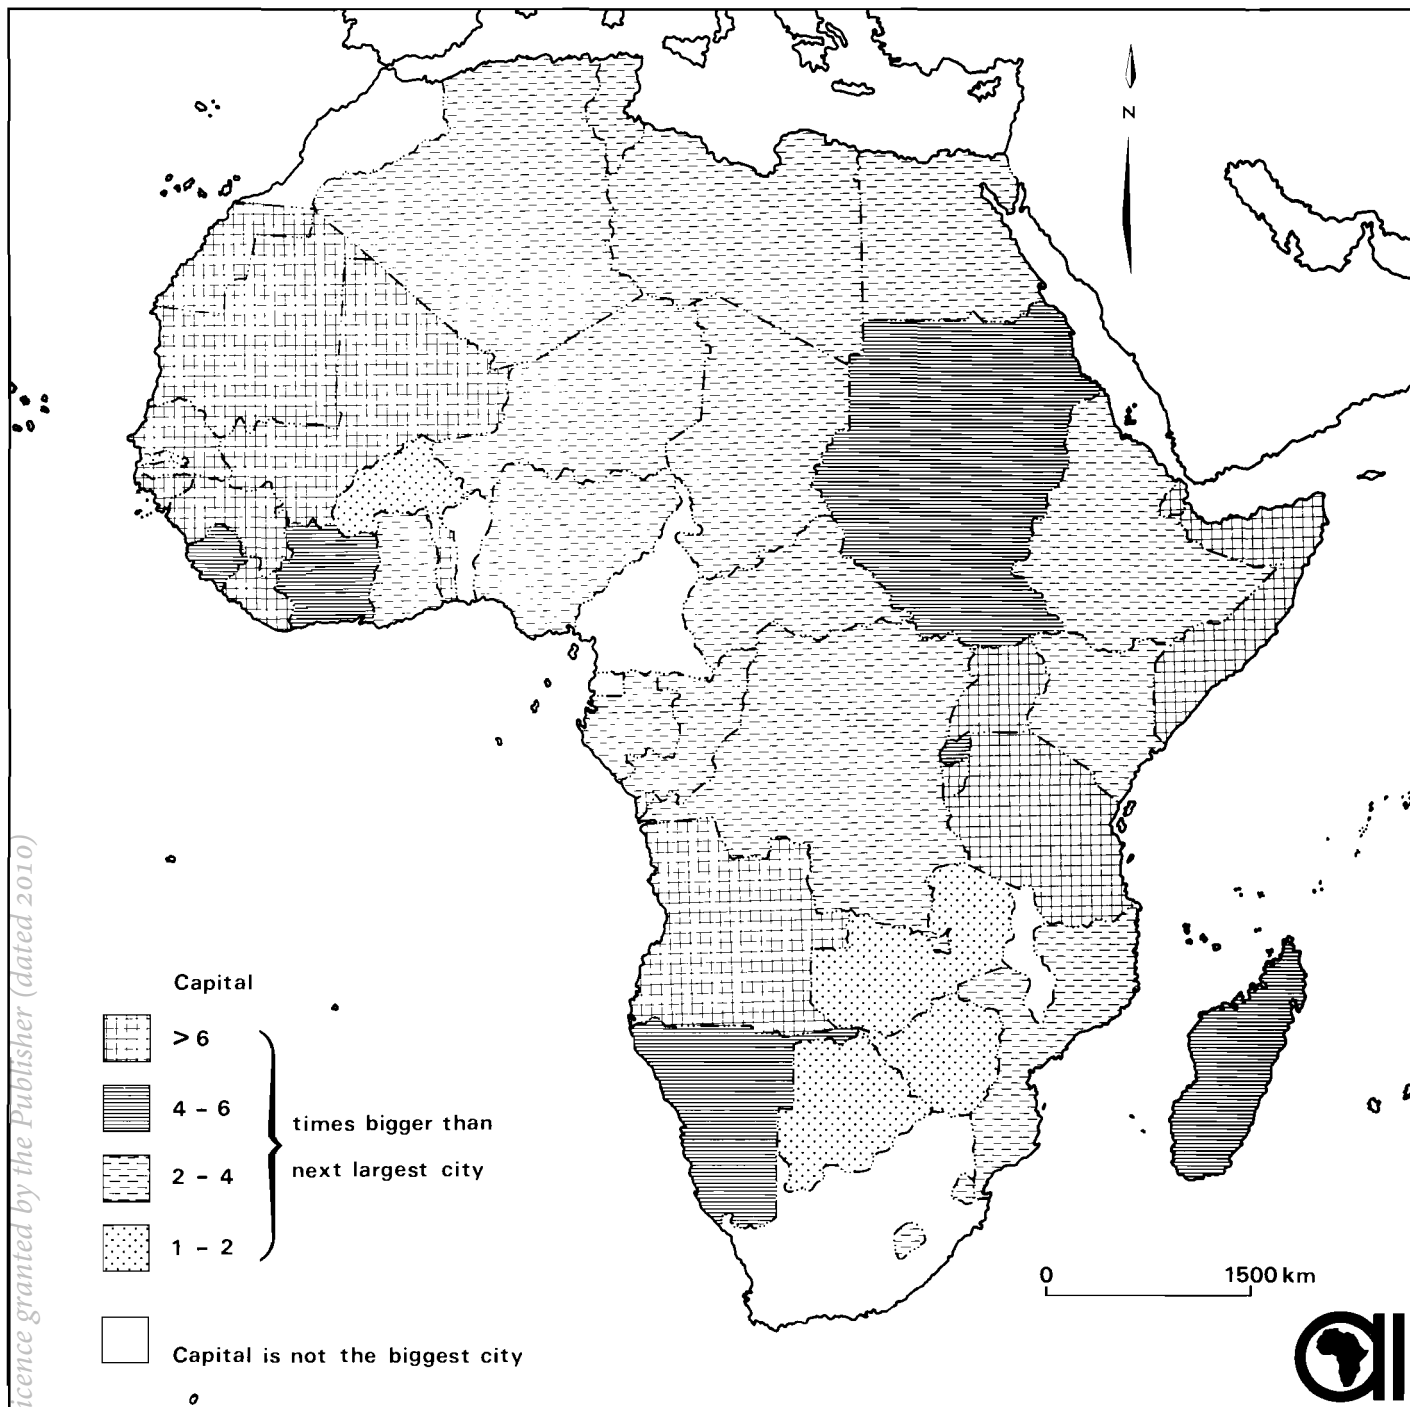 N
Capital
>6
4 - 6
2 - 4
1 - 2
times bigger than
next largest city
Capital is not the biggest city
0 1500 km
icence granted by the Publisher (dated 2010)